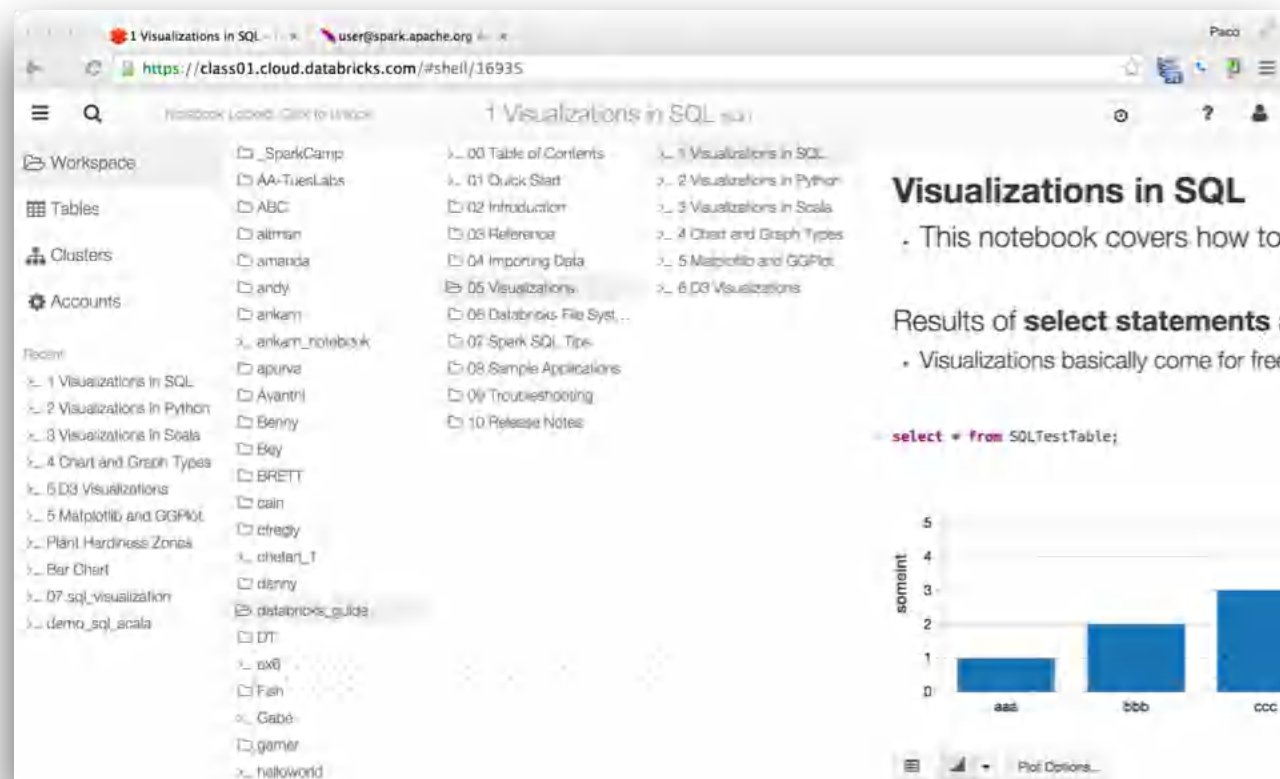 1 Visualizations in SQL -
user@spark.apache.org
Paco
https://class01.cloud.databricks.com/#shell/16935
Notebook Locked. Click to Unlock.
1 Visualizations in SQL
?
Workspace
Tables
Clusters
Accounts
Recent
>_ 1 Visualizations in SQL
>_ 2 Visualizations in Python
>_ 3 Visualizations in Scala
>_ 4 Chart and Graph Types
>_ 6 D3 Visualizations
>_ 5 Matplotlib and GGPlot
>_ Plant Hardiness Zones
>_ Bar Chart
>_ 07.sql_visualization
>_ demo_sql_scala
_SparkCamp
AA-TuesLabs
ABC
altman
amanda
andy
ankam
>_ ankam_notebook
apurva
Avanthi
Benny
Bey
BRETT
cain
cfregly
danny
databricks_guide
DT
Fish
>_ Gabe
gamer
>_ helloworld
>_ 00 Table of Contents
>_ 01 Quick Start
02 Introduction
03 Reference
04 Importing Data
05 Visualizations
06 Databricks File Syst...
07 Spark SQL Tips
08 Sample Applications
09 Troubleshooting
10 Release Notes
>_ 1 Visualizations in SQL
>_ 2 Visualizations in Python
>_ 3 Visualizations in Scala
>_ 4 Chart and Graph Types
>_ 5 Matplotlib and GGPlot
>_ 6 D3 Visualizations
Visualizations in SQL
• This notebook covers how to
Results of select statements
• Visualizations basically come for free
select * from SQLTestTable;
5
4
3
2
1
0
someint
aaa
bbb
ccc
Plot Options...